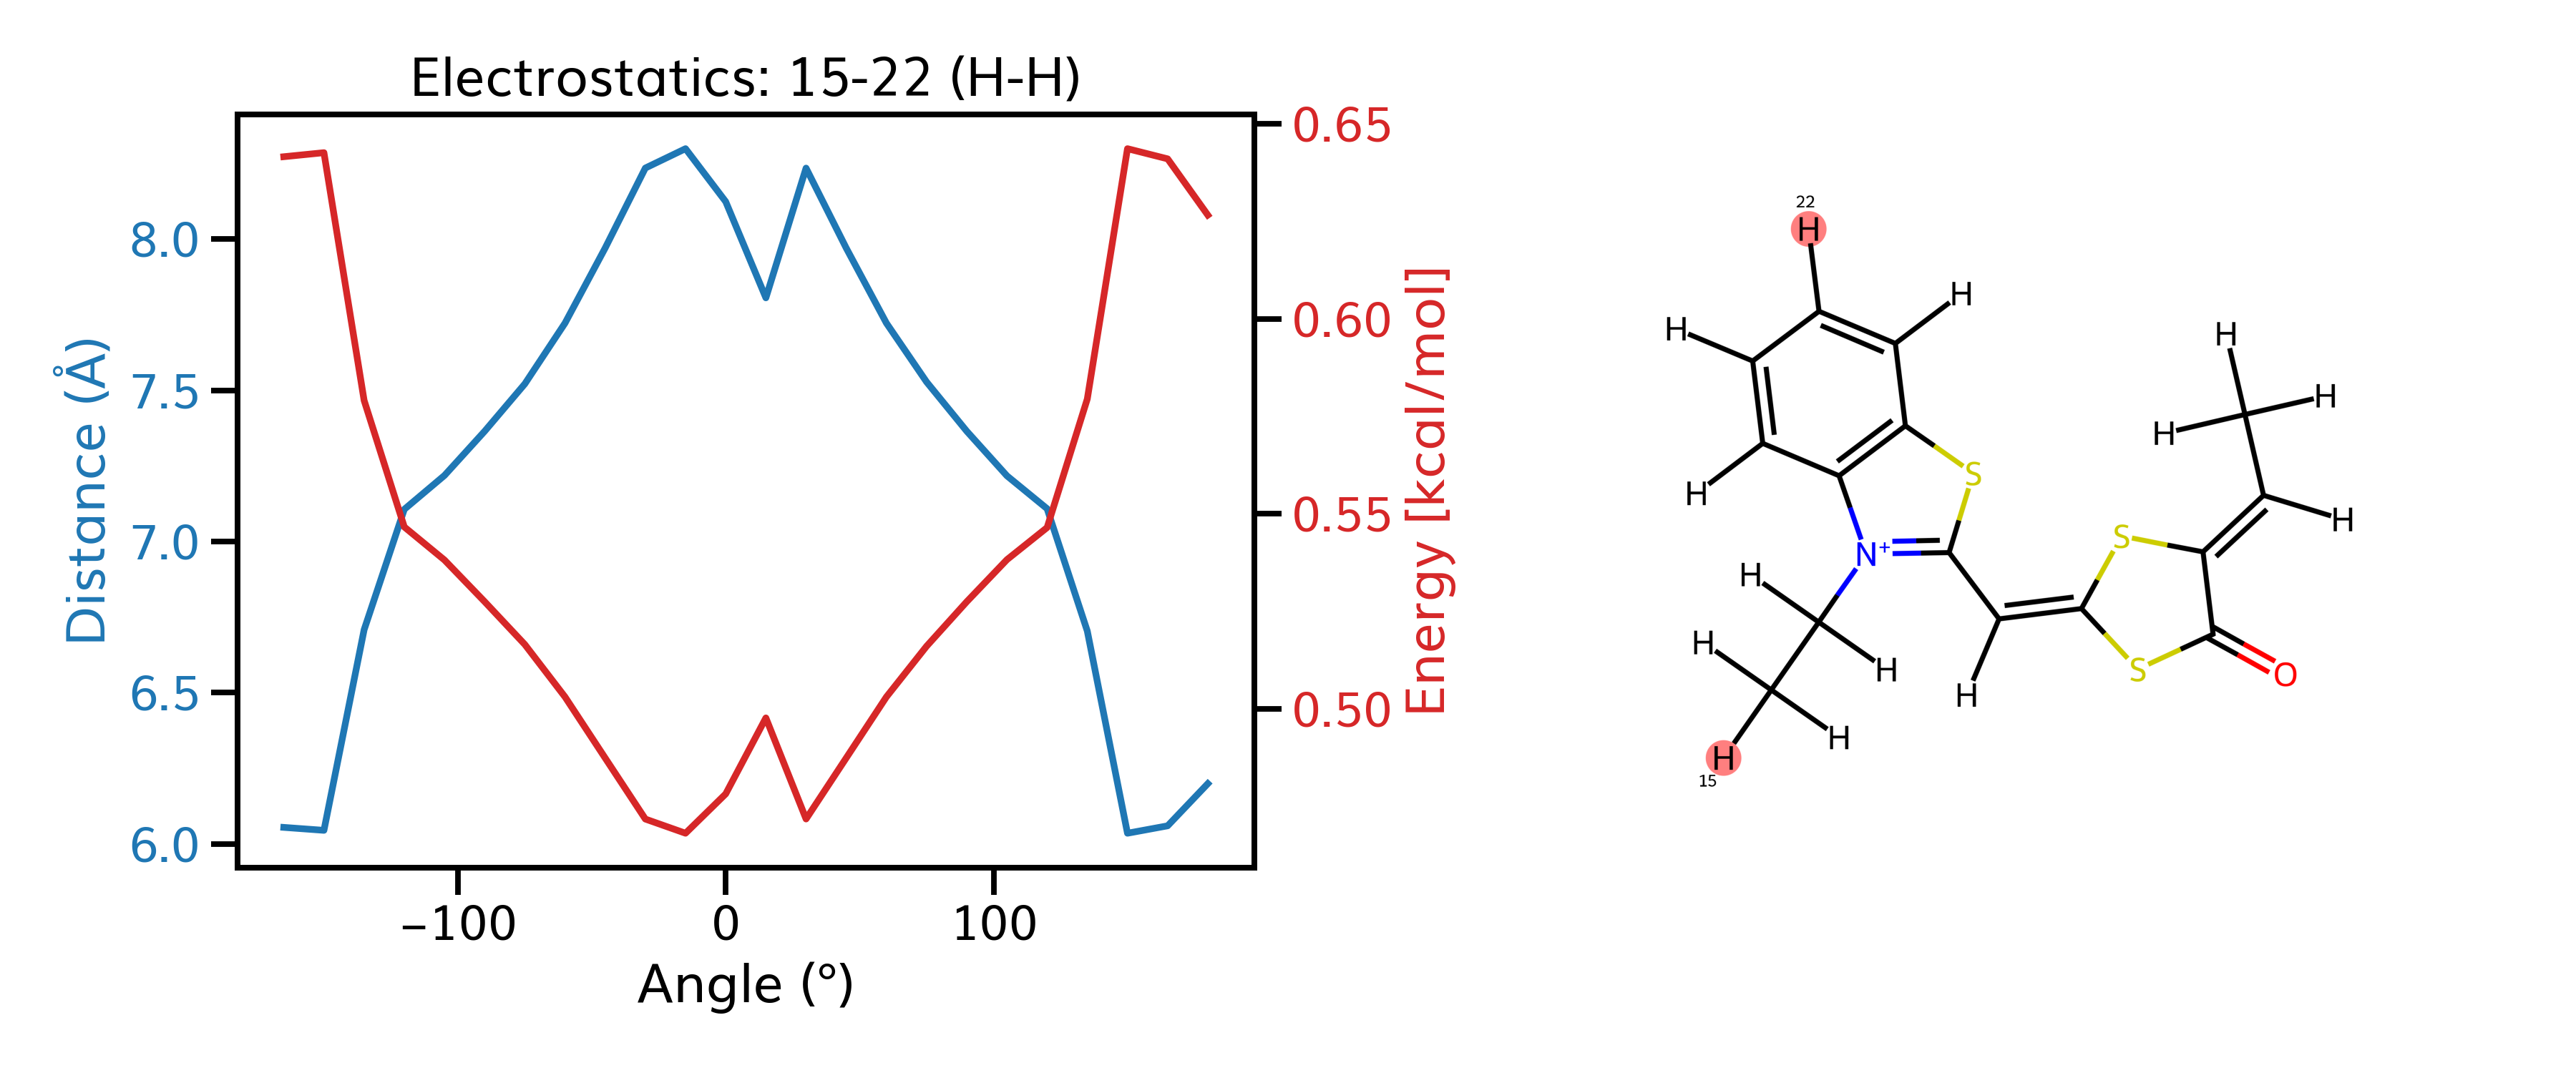 Electrostatics: 15-22 (H-H)
Distance (Å)
8.0
7.5
7.0
6.5
6.0
0.65
0.60
0.55
0.50
Energy [kcal/mol]
−100 0 100
Angle (°)
22
H
H
H
H
H
H
H
S
H
H
S
N⁺
H
H
H
S
O
H
H
H
15